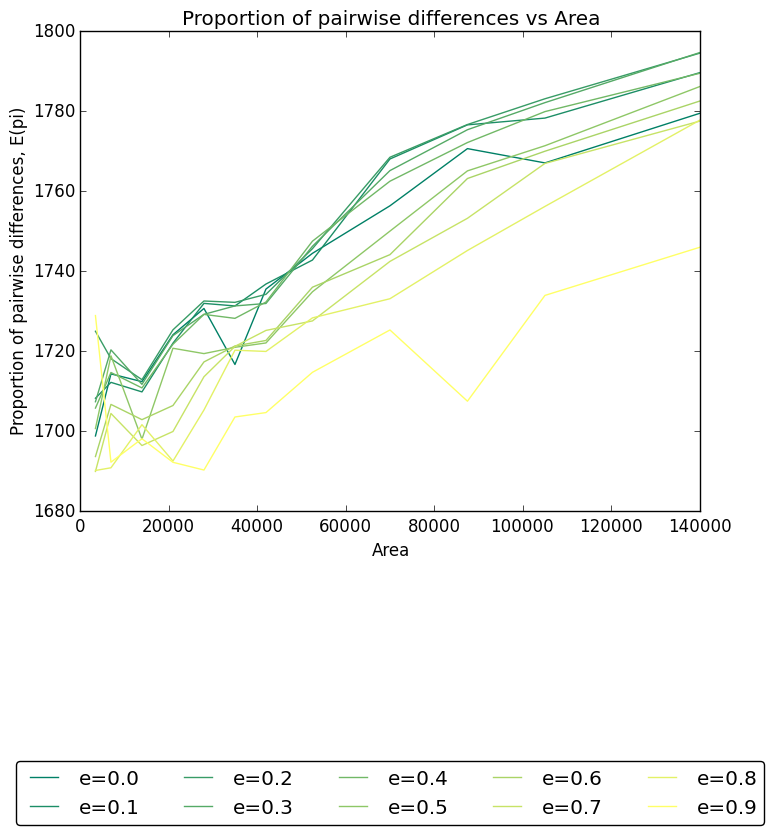 Proportion of pairwise differences vs Area
Proportion of pairwise differences, E(pi)
1800
1780
1760
1740
1720
1700
1680
0 20000 40000 60000 80000 100000 120000 140000
Area
e=0.0 e=0.2 e=0.4 e=0.6 e=0.8
e=0.1 e=0.3 e=0.5 e=0.7 e=0.9